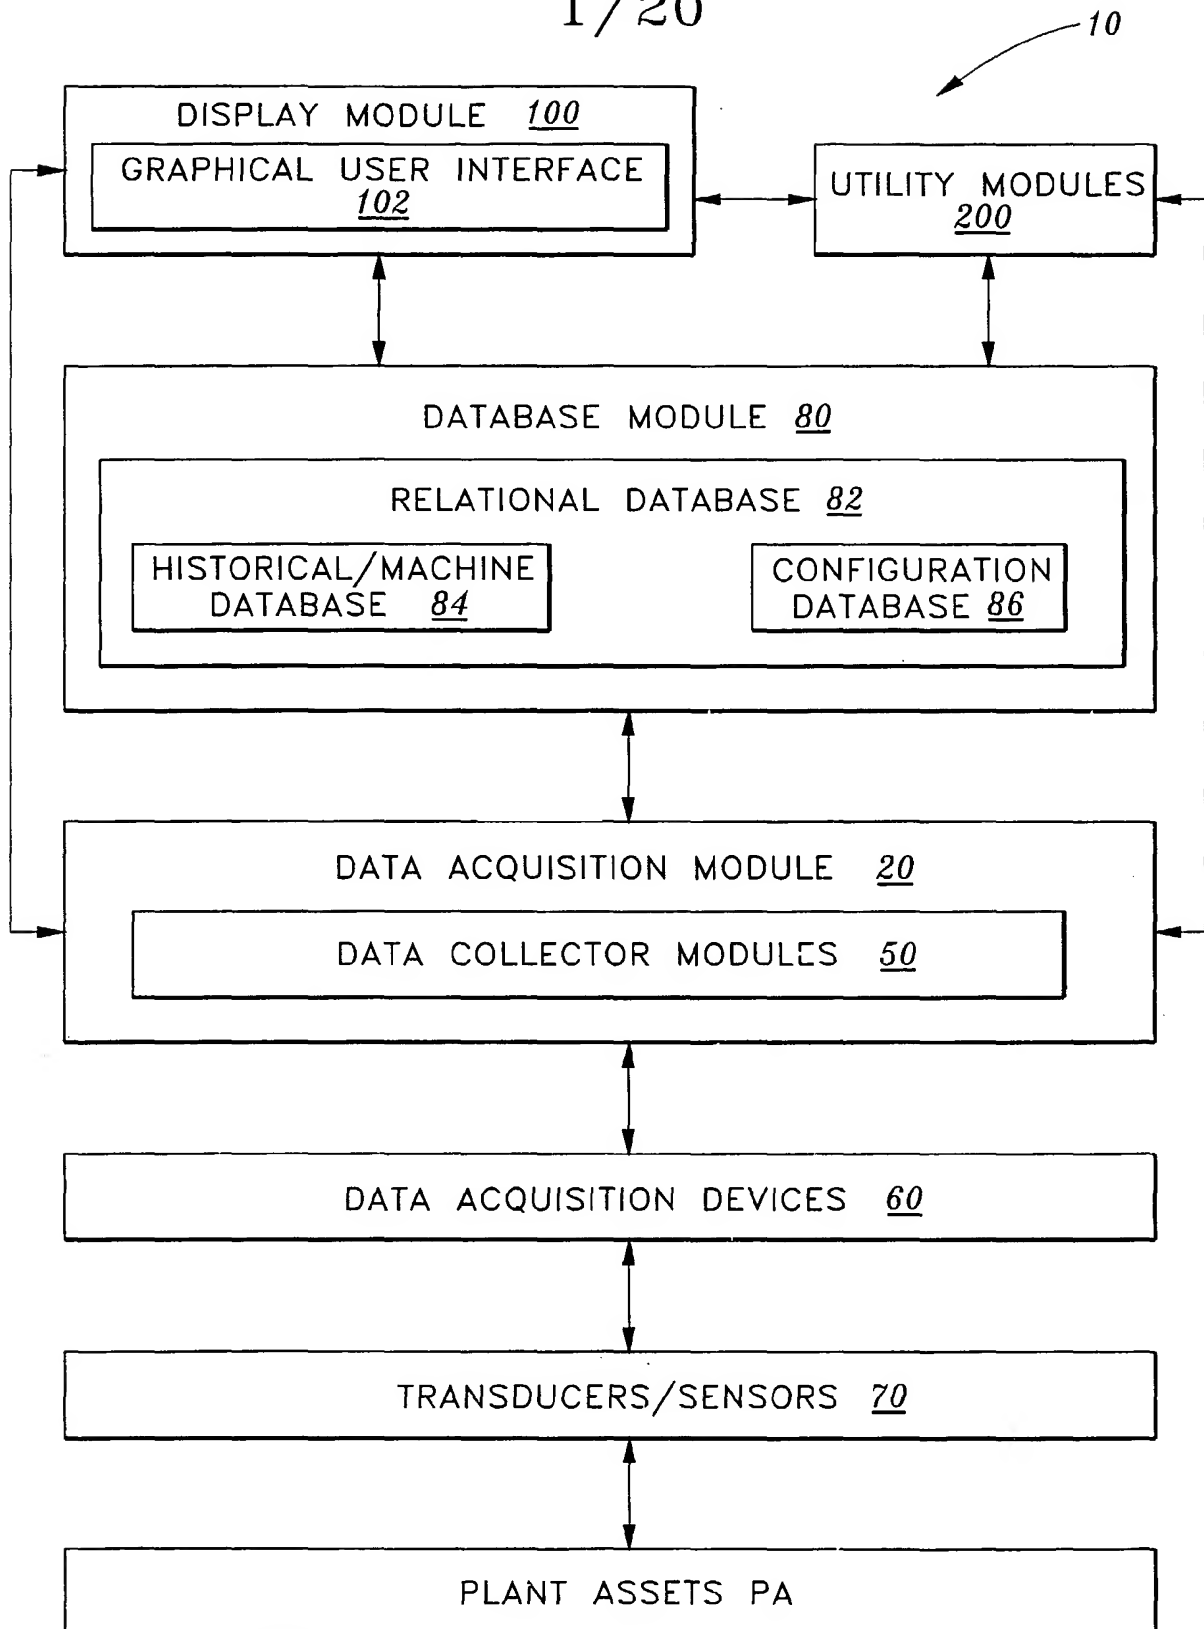 1/20
10
DISPLAY MODULE 100
GRAPHICAL USER INTERFACE
102
UTILITY MODULES
200
DATABASE MODULE 80
RELATIONAL DATABASE 82
HISTORICAL/MACHINE
DATABASE 84
CONFIGURATION
DATABASE 86
DATA ACQUISITION MODULE 20
DATA COLLECTOR MODULES 50
DATA ACQUISITION DEVICES 60
TRANSDUCERS/SENSORS 70
PLANT ASSETS PA